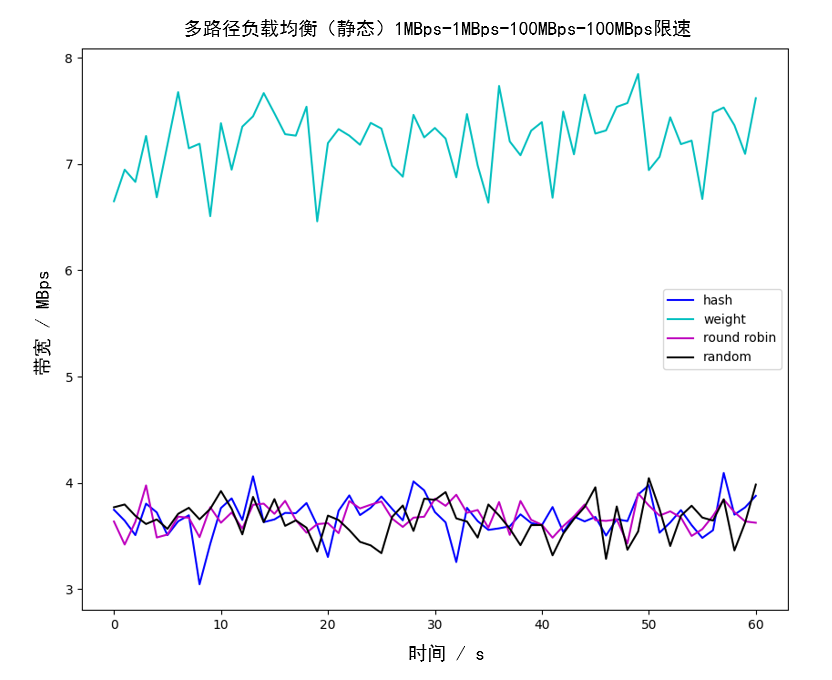 多路径负载均衡（静态）1MBps-1MBps-100MBps-100MBps限速
8
7
6
5
4
3
带宽 / MBps
hash
weight
round robin
random
0 10 20 30 40 50 60
时间 / s